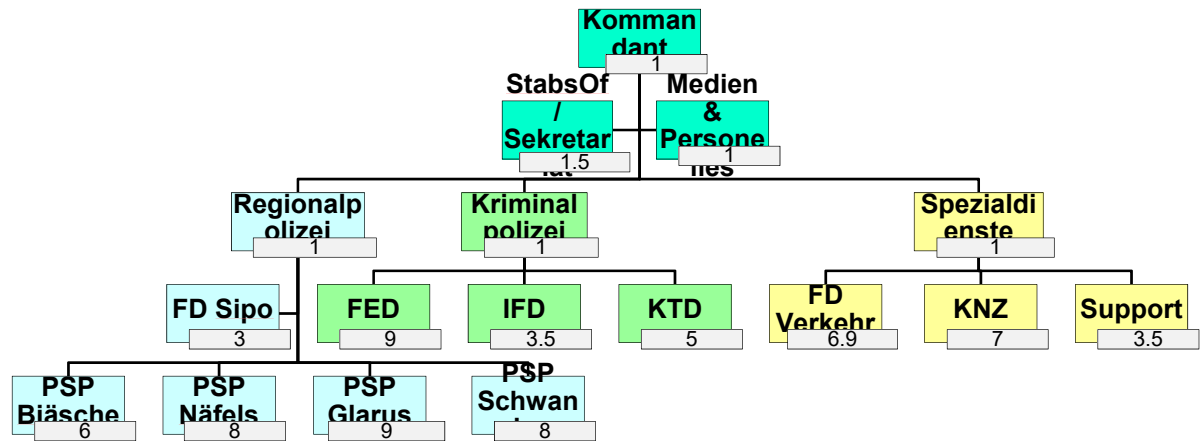 Komman
dant
1
StabsOf
/
Sekretar
iat
1.5
Medien
&
Persone
lles
1
Regionalp
olizei
1
Kriminal
polizei
1
Spezialdi
enste
1
FD Sipo
3
FED
9
IFD
3.5
KTD
5
FD
Verkehr
6.9
KNZ
7
Support
3.5
PSP
Biäsche
6
PSP
Näfels
8
PSP
Glarus
9
PSP
Schwan
8